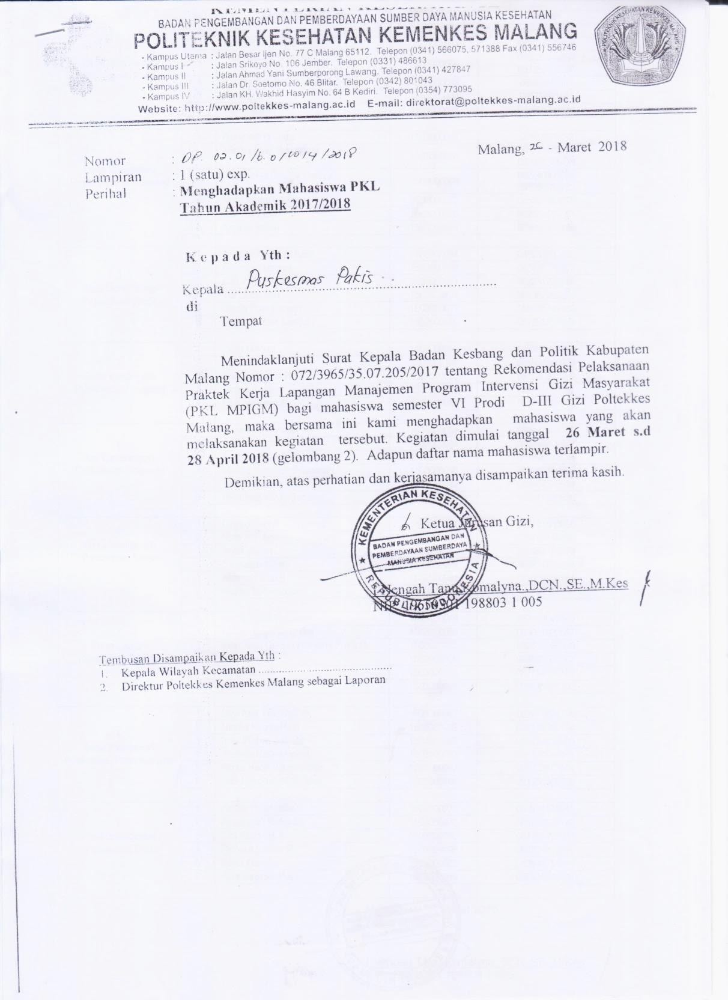 BADAN PENGEMBANGAN DAN PEMBERDAYAAN SUMBER DAYA MANUSIA KESEHATAN
POLITEKNIK KESEHATAN KEMENKES MALANG
- Kampus Utama : Jalan Besar Ijen No. 77 C Malang 65112. Telepon (0341) 566075, 571388 Fax (0341) 556746
- Kampus I : Jalan Srikoyo No. 106 Jember. Telepon (0331) 486613
- Kampus II : Jalan Ahmad Yani Sumberporong Lawang. Telepon (0341) 427847
- Kampus III : Jalan Dr. Soetomo No. 46 Blitar. Telepon (0342) 801043
- Kampus IV : Jalan KH. Wakhid Hasyim No. 64 B Kediri. Telepon (0354) 773095
Website: http://www.poltekkes-malang.ac.id E-mail: direktorat@poltekkes-malang.ac.id
POLITEKNIK KESEHATAN KEMENKES MALANG
Malang, 26 - Maret 2018
Nomor :
Lampiran : 1 (satu) exp.
Perihal : Menghadapkan Mahasiswa PKL
Tahun Akademik 2017/2018
Kepada Yth :
Kepala Puskesmas Pakis
di
Tempat
Menindaklanjuti Surat Kepala Badan Kesbang dan Politik Kabupaten
Malang Nomor : 072/3965/35.07.205/2017 tentang Rekomendasi Pelaksanaan
Praktek Kerja Lapangan Manajemen Program Intervensi Gizi Masyarakat
(PKL MPIGM) bagi mahasiswa semester VI Prodi D-III Gizi Poltekkes
Malang, maka bersama ini kami menghadapkan mahasiswa yang akan
melaksanakan kegiatan tersebut. Kegiatan dimulai tanggal 26 Maret s.d
28 April 2018 (gelombang 2). Adapun daftar nama mahasiswa terlampir.
Demikian, atas perhatian dan kerjasamanya disampaikan terima kasih.
Ketua Jurusan Gizi,
KEMENTERIAN KESEHATAN
BADAN PENGEMBANGAN DAN
PEMBERDAYAAN SUMBERDAYA
MANUSIA KESEHATAN
REPUBLIK INDONESIA
I Nengah Tanu Komalyna.,DCN.,SE.,M.Kes
NIP. 198803 1 005
Tembusan Disampaikan Kepada Yth :
1. Kepala Wilayah Kecamatan ............................................
2. Direktur Poltekkes Kemenkes Malang sebagai Laporan